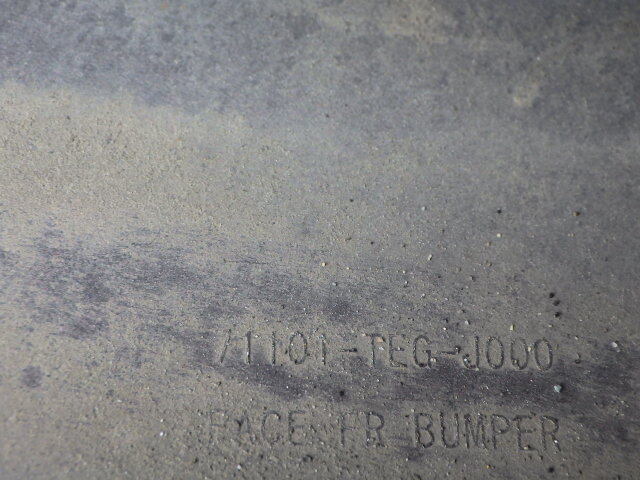 71101-TEG-J000
FACE FR BUMPER